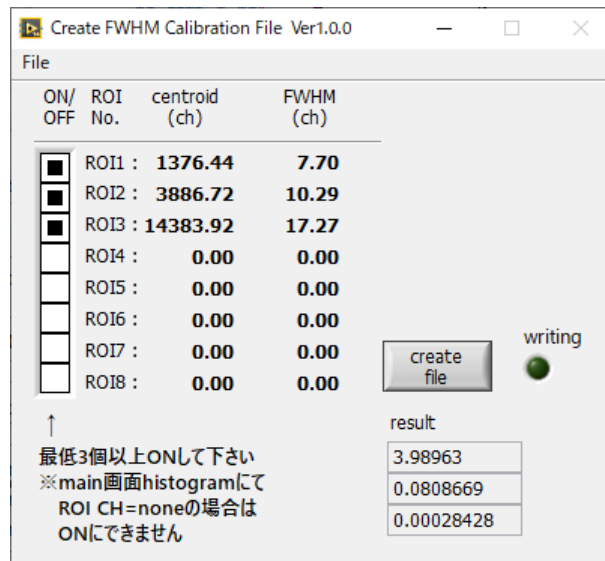 Create FWHM Calibration File Ver1.0.0
File
ON/ ROI centroid FWHM
OFF No. (ch) (ch)
ROI1 : 1376.44 7.70
ROI2 : 3886.72 10.29
ROI3 : 14383.92 17.27
ROI4 : 0.00 0.00
ROI5 : 0.00 0.00
ROI6 : 0.00 0.00
ROI7 : 0.00 0.00
ROI8 : 0.00 0.00
create
file
writing
↑
最低3個以上ONして下さい
※main画面histogramにて
ROI CH=noneの場合は
ONにできません
result
3.98963
0.0808669
0.00028428